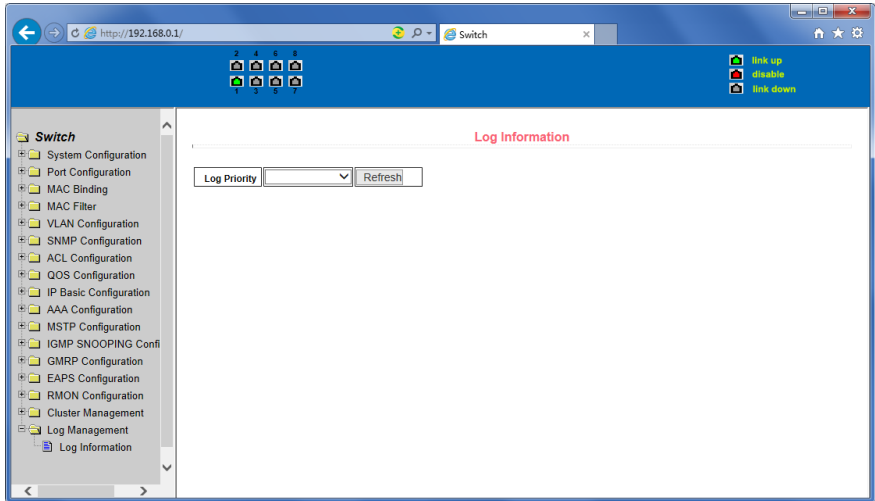 http://192.168.0.1/
Switch
2 4 6 8
1 3 5 7
link up
disable
link down
Switch
System Configuration
Port Configuration
MAC Binding
MAC Filter
VLAN Configuration
SNMP Configuration
ACL Configuration
QOS Configuration
IP Basic Configuration
AAA Configuration
MSTP Configuration
IGMP SNOOPING Confi
GMRP Configuration
EAPS Configuration
RMON Configuration
Cluster Management
Log Management
Log Information
Log Information
Log Priority Refresh